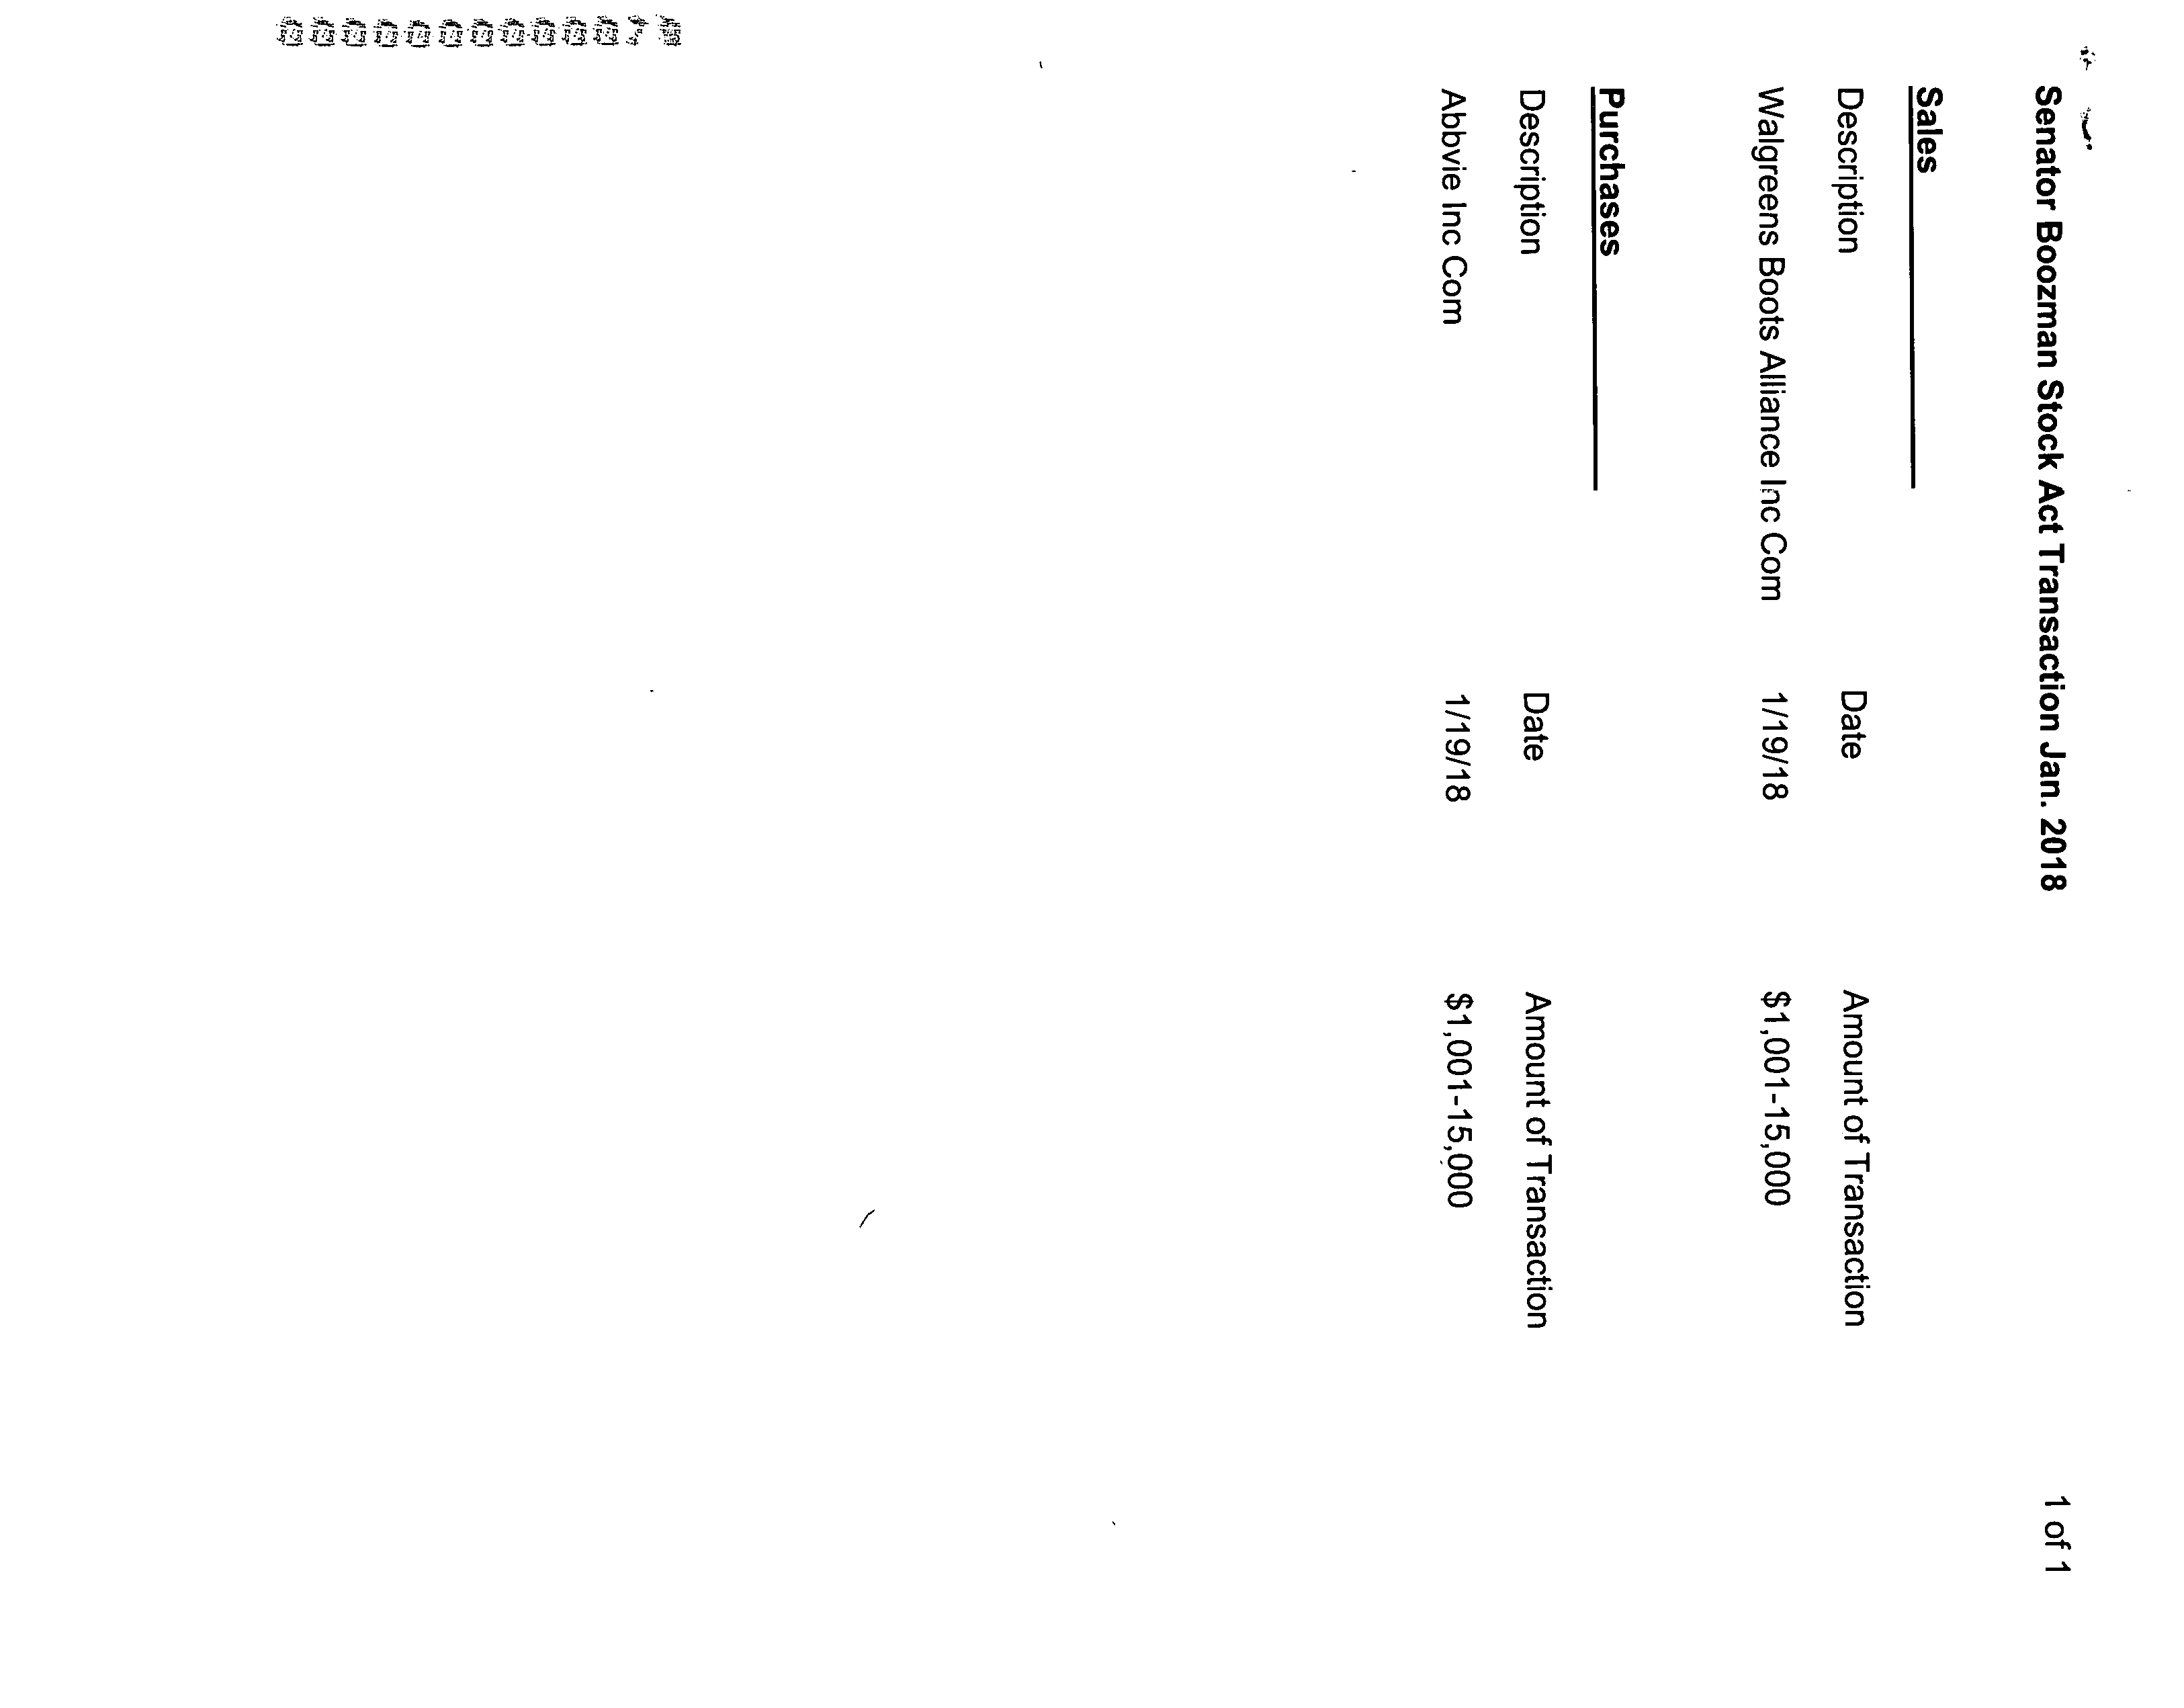 Senator Boozman Stock Act Transaction Jan. 2018 1 of 1
Sales
Description Date Amount of Transaction
Walgreens Boots Alliance Inc Com 1/19/18 $1,001-15,000
Purchases
Description Date Amount of Transaction
Abbvie Inc Com 1/19/18 $1,001-15,000